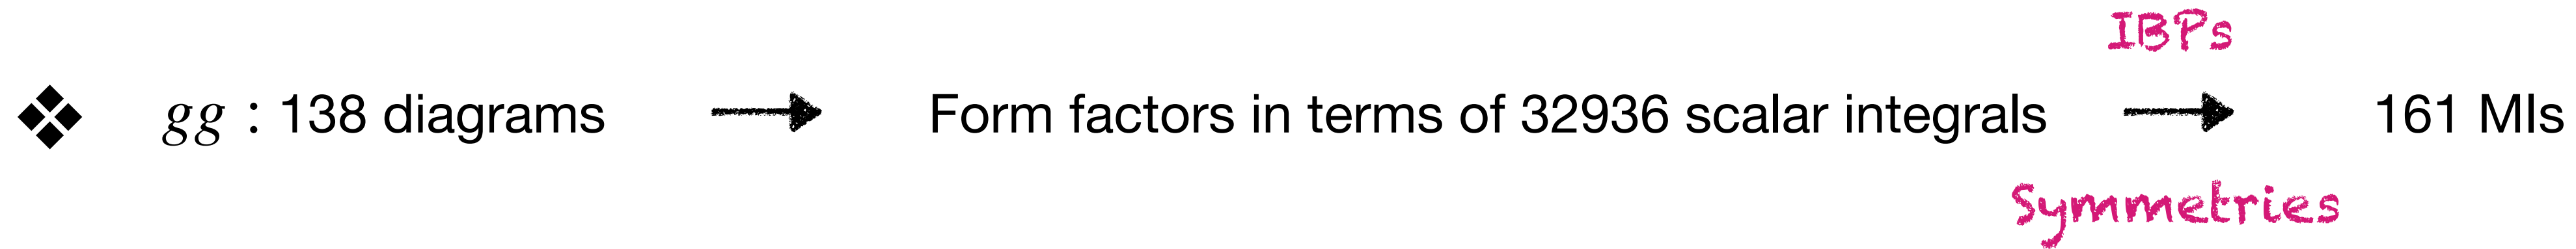 IBPs
❖ gg : 138 diagrams ⟶ Form factors in terms of 32936 scalar integrals ⟶ 161 MIs
Symmetries